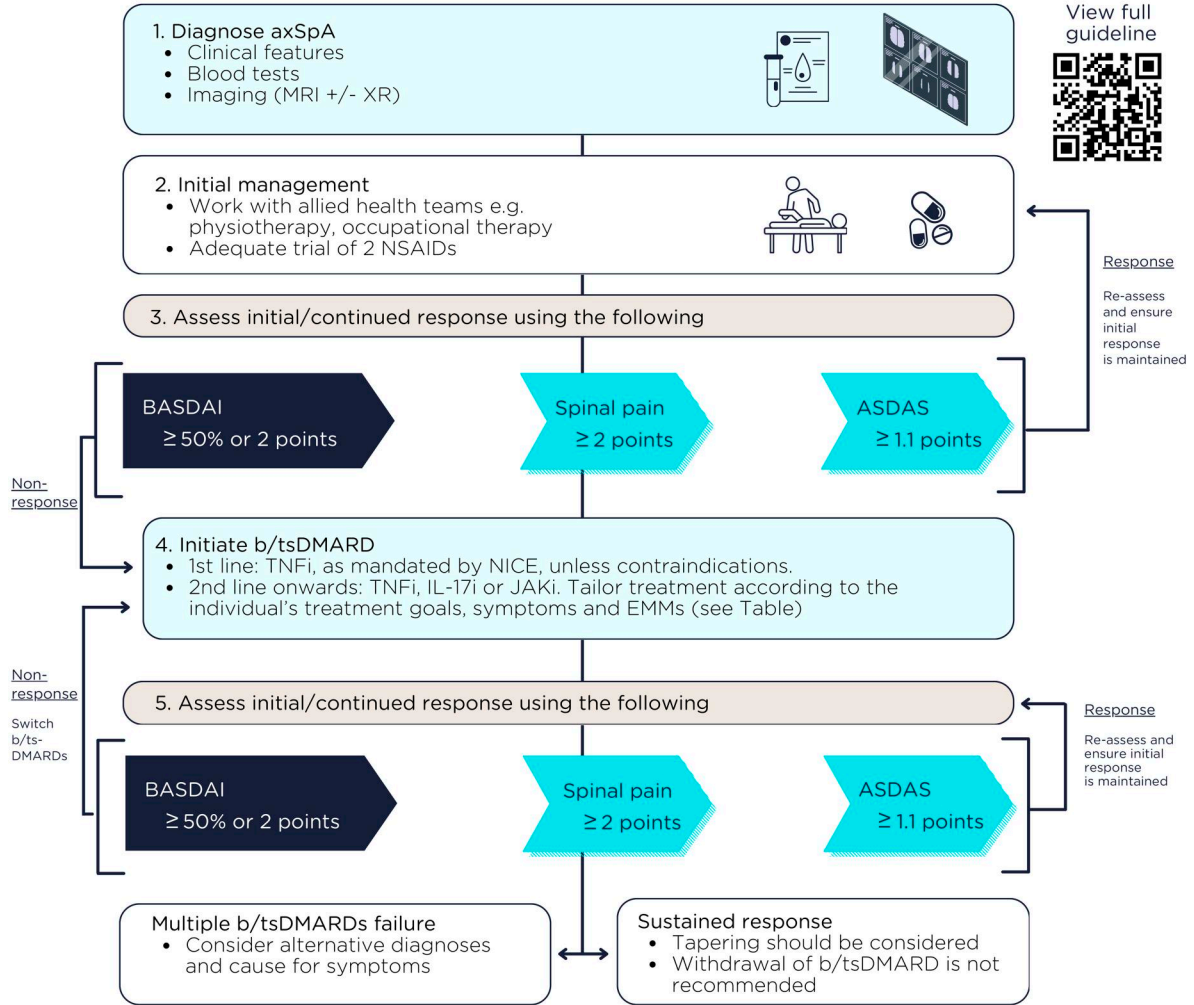 View full
guideline
1. Diagnose axSpA
• Clinical features
• Blood tests
• Imaging (MRI +/- XR)
2. Initial management
• Work with allied health teams e.g.
physiotherapy, occupational therapy
• Adequate trial of 2 NSAIDs
Response
Re-assess
and ensure
initial
response
is maintained
3. Assess initial/continued response using the following
BASDAI
≥ 50% or 2 points
Spinal pain
≥ 2 points
ASDAS
≥ 1.1 points
Non-
response
4. Initiate b/tsDMARD
• 1st line: TNFi, as mandated by NICE, unless contraindications.
• 2nd line onwards: TNFi, IL-17i or JAKi. Tailor treatment according to the
individual's treatment goals, symptoms and EMMs (see Table)
Non-
response
Switch
b/ts-
DMARDs
5. Assess initial/continued response using the following
Response
Re-assess and
ensure initial
response
is maintained
BASDAI
≥ 50% or 2 points
Spinal pain
≥ 2 points
ASDAS
≥ 1.1 points
Multiple b/tsDMARDs failure
• Consider alternative diagnoses
and cause for symptoms
Sustained response
• Tapering should be considered
• Withdrawal of b/tsDMARD is not
recommended